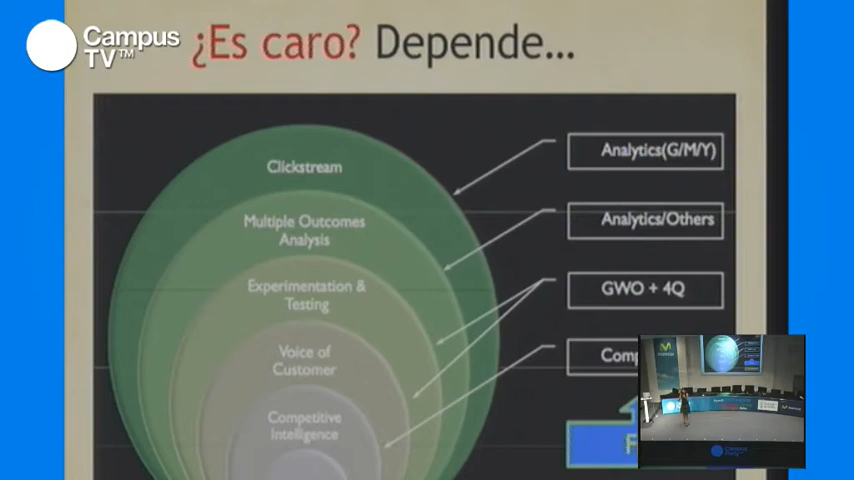 Campus
TV™
¿Es caro? Depende...
Clickstream
Multiple Outcomes
Analysis
Experimentation &
Testing
Voice of
Customer
Competitive
Intelligence
Analytics(G/M/Y)
Analytics/Others
GWO + 4Q